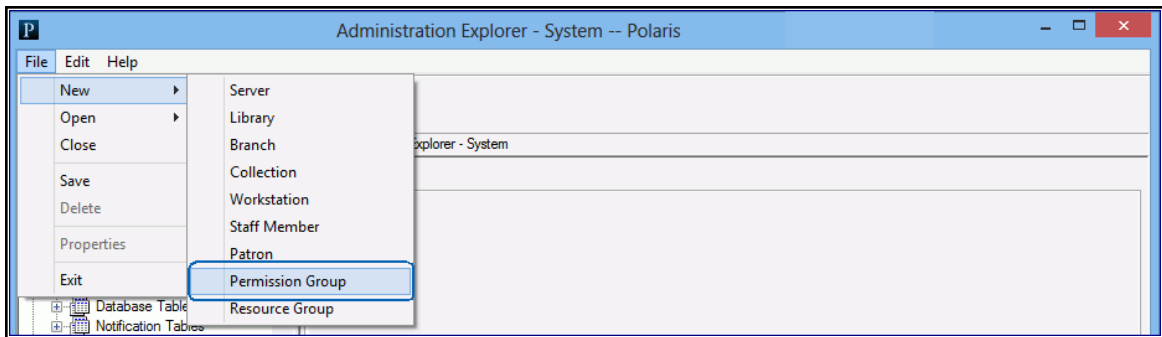 P
Administration Explorer - System -- Polaris
File Edit Help
New
Open
Close
Save
Delete
Properties
Exit
Server
Library
Branch
Collection
Workstation
Staff Member
Patron
Permission Group
Resource Group
Explorer - System
Database Table
Notification Tables